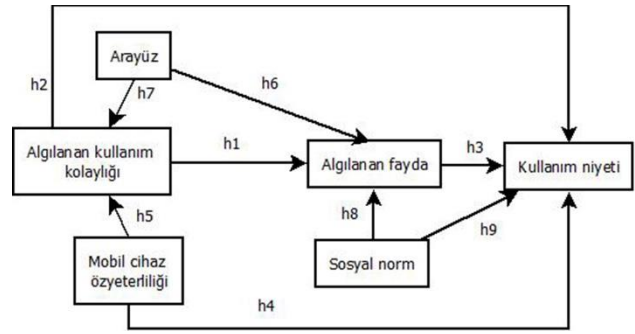 Arayüz
h2
h7
h6
Algılanan kullanım
kolaylığı
h1
Algılanan fayda
h3
Kullanım niyeti
h5
h8
h9
Mobil cihaz
özyeterliliği
Sosyal norm
h4